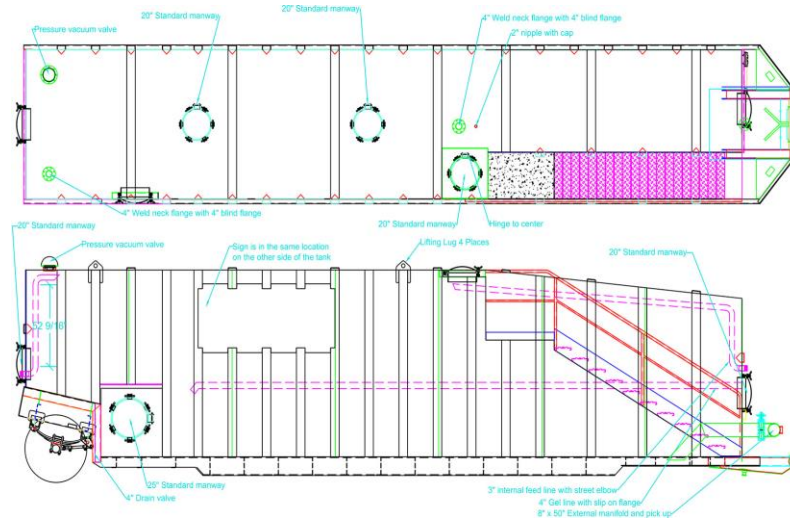 20" Standard manway
20" Standard manway
4" Weld neck flange with 4" blind flange
2" nipple with cap
Pressure vacuum valve
4" Weld neck flange with 4" blind flange
20" Standard manway
Hinge to center
20" Standard manway
Pressure vacuum valve
Sign is in the same location
on the other side of the tank
Lifting Lug 4 Places
20" Standard manway
52 9/16"
25" Standard manway
4" Drain valve
3" internal feed line with street elbow
4" Gel line with slip on flange
8" x 50" External manifold and pick up